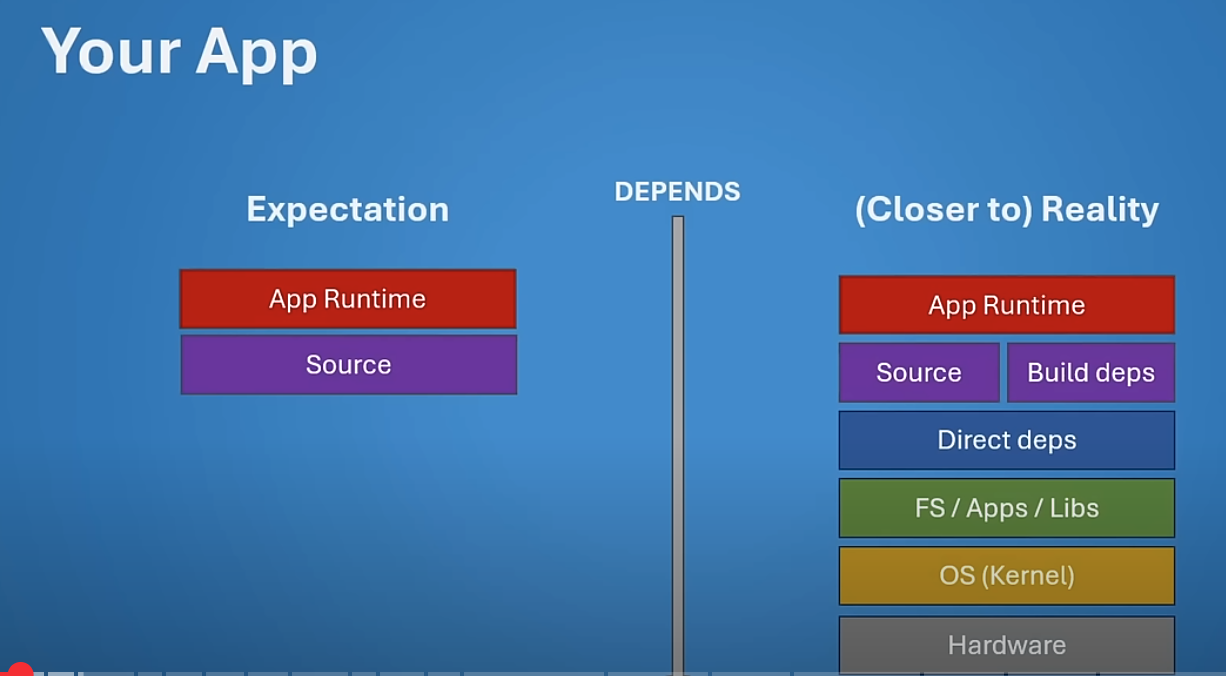 Your App
Expectation
App Runtime
Source
DEPENDS
(Closer to) Reality
App Runtime
Source
Build deps
Direct deps
FS / Apps / Libs
OS (Kernel)
Hardware